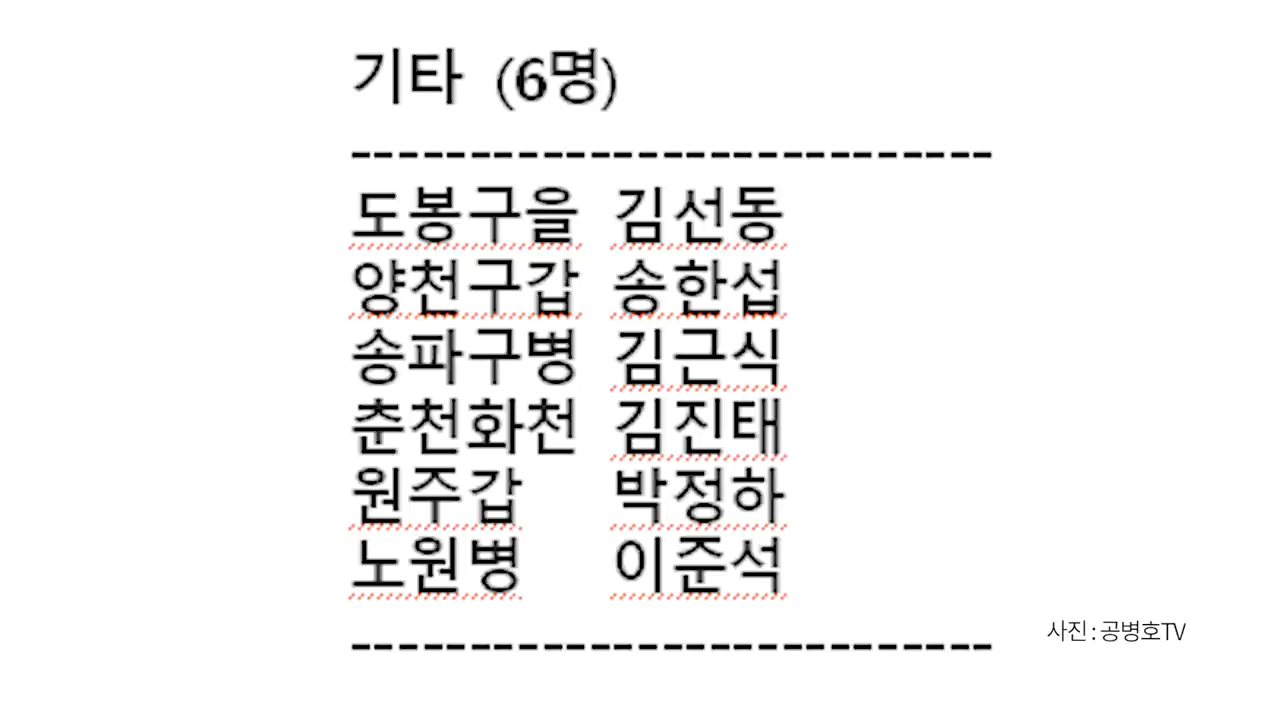 기타 (6명)
---------------------------
도봉구을 김선동
양천구갑 송한섭
송파구병 김근식
춘천화천 김진태
원주갑 박정하
노원병 이준석
---------------------------
사진 : 공병호TV